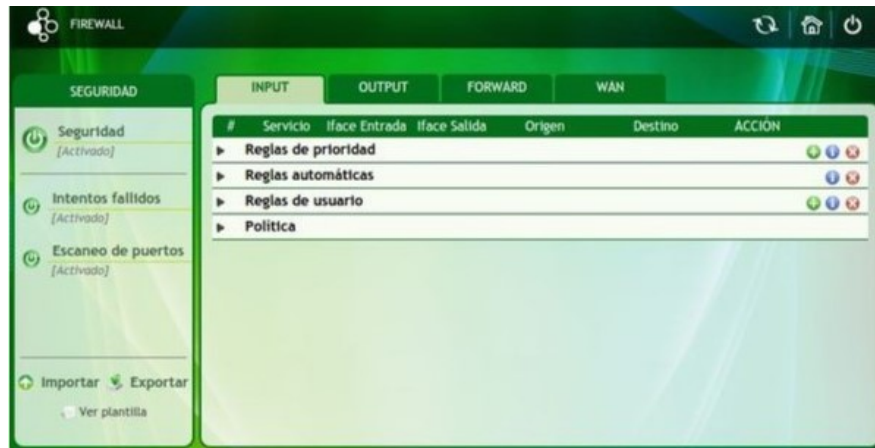 FIREWALL
SEGURIDAD
Seguridad
[Activado]
Intentos fallidos
[Activado]
Escaneo de puertos
[Activado]
Importar Exportar
Ver plantilla
INPUT OUTPUT FORWARD WAN
# Servicio Iface Entrada Iface Salida Origen Destino ACCIÓN
Reglas de prioridad
Reglas automáticas
Reglas de usuario
Política